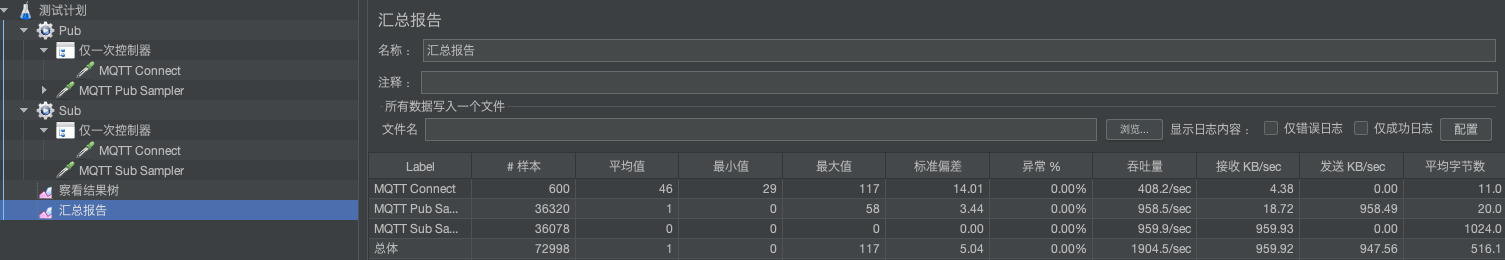 测试计划
Pub
仅一次控制器
MQTT Connect
MQTT Pub Sampler
Sub
仅一次控制器
MQTT Connect
MQTT Sub Sampler
察看结果树
汇总报告
汇总报告
名称： 汇总报告
注释：
所有数据写入一个文件
文件名 浏览... 显示日志内容： 仅错误日志 仅成功日志 配置
Label # 样本 平均值 最小值 最大值 标准偏差 异常 % 吞吐量 接收 KB/sec 发送 KB/sec 平均字节数
MQTT Connect 600 46 29 117 14.01 0.00% 408.2/sec 4.38 0.00 11.0
MQTT Pub Sa... 36320 1 0 58 3.44 0.00% 958.5/sec 18.72 958.49 20.0
MQTT Sub Sa... 36078 0 0 0 0.00 0.00% 959.9/sec 959.93 0.00 1024.0
总体 72998 1 0 117 5.04 0.00% 1904.5/sec 959.92 947.56 516.1